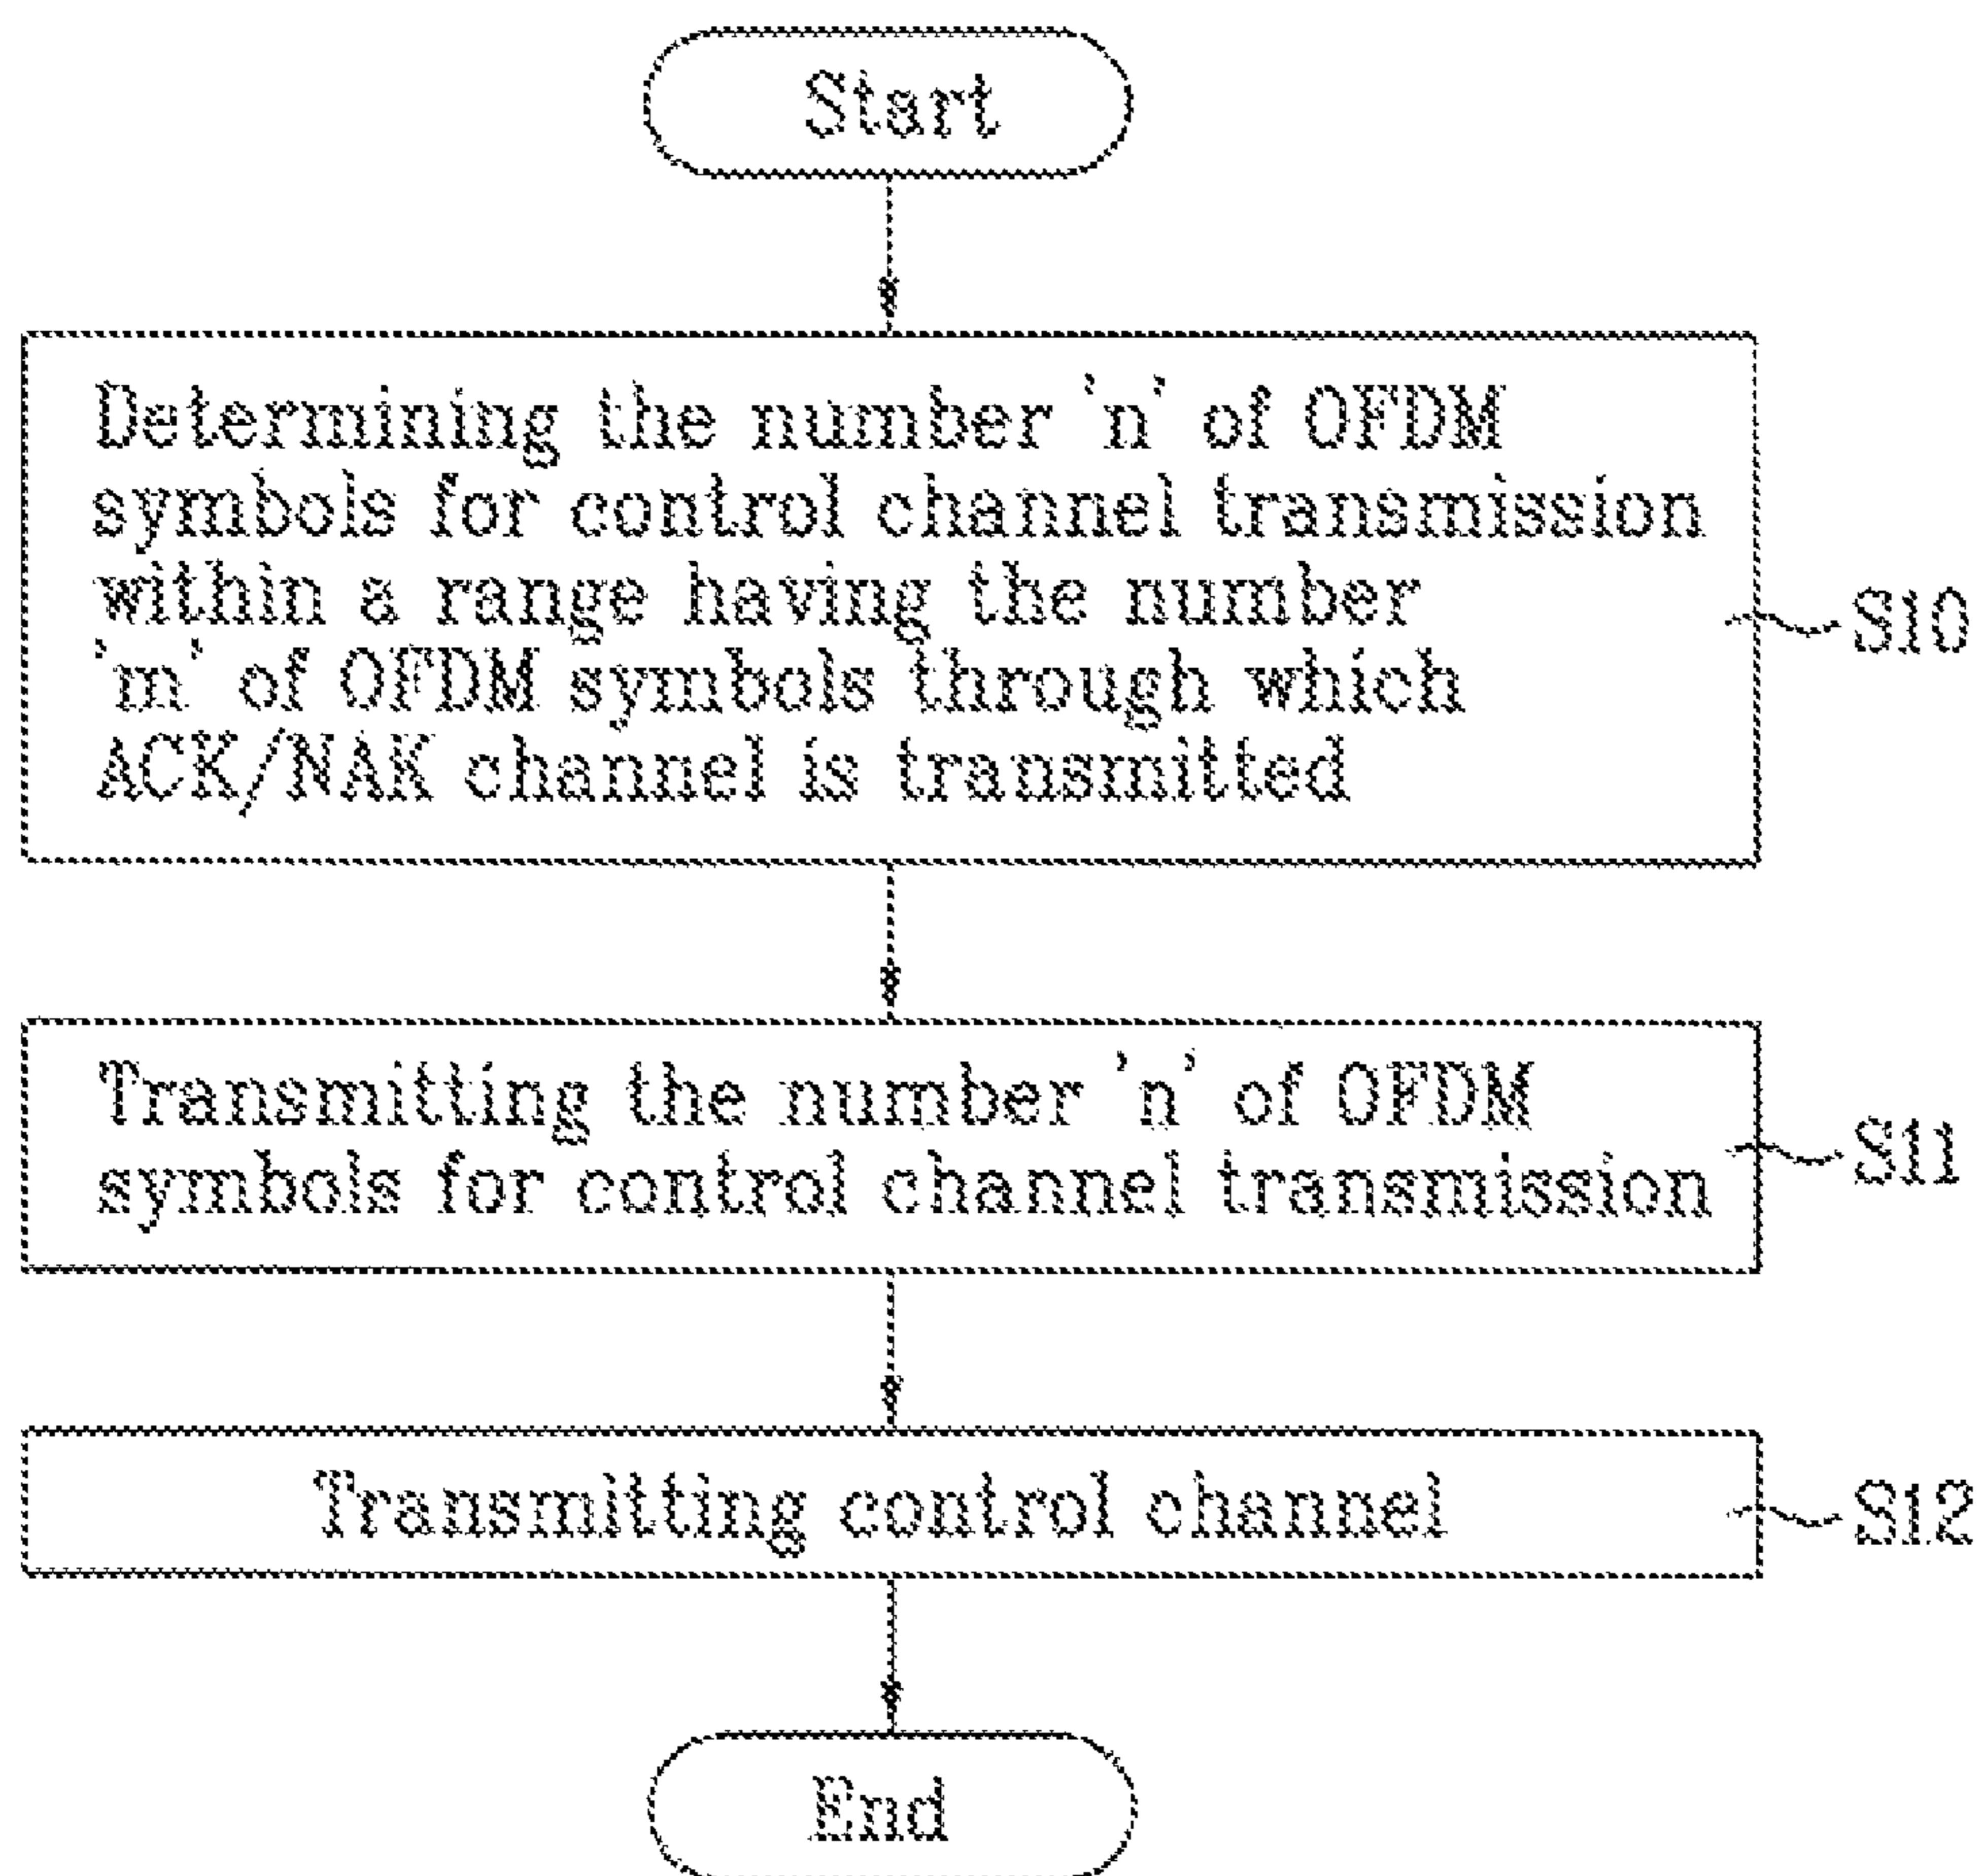 Start
Determining the number 'n' of OFDM
symbols for control channel transmission
within a range having the number
'm' of OFDM symbols through which
ACK/NAK channel is transmitted
S10
Transmitting the number 'n' of OFDM
symbols for control channel transmission
S11
Transmitting control channel
S12
End